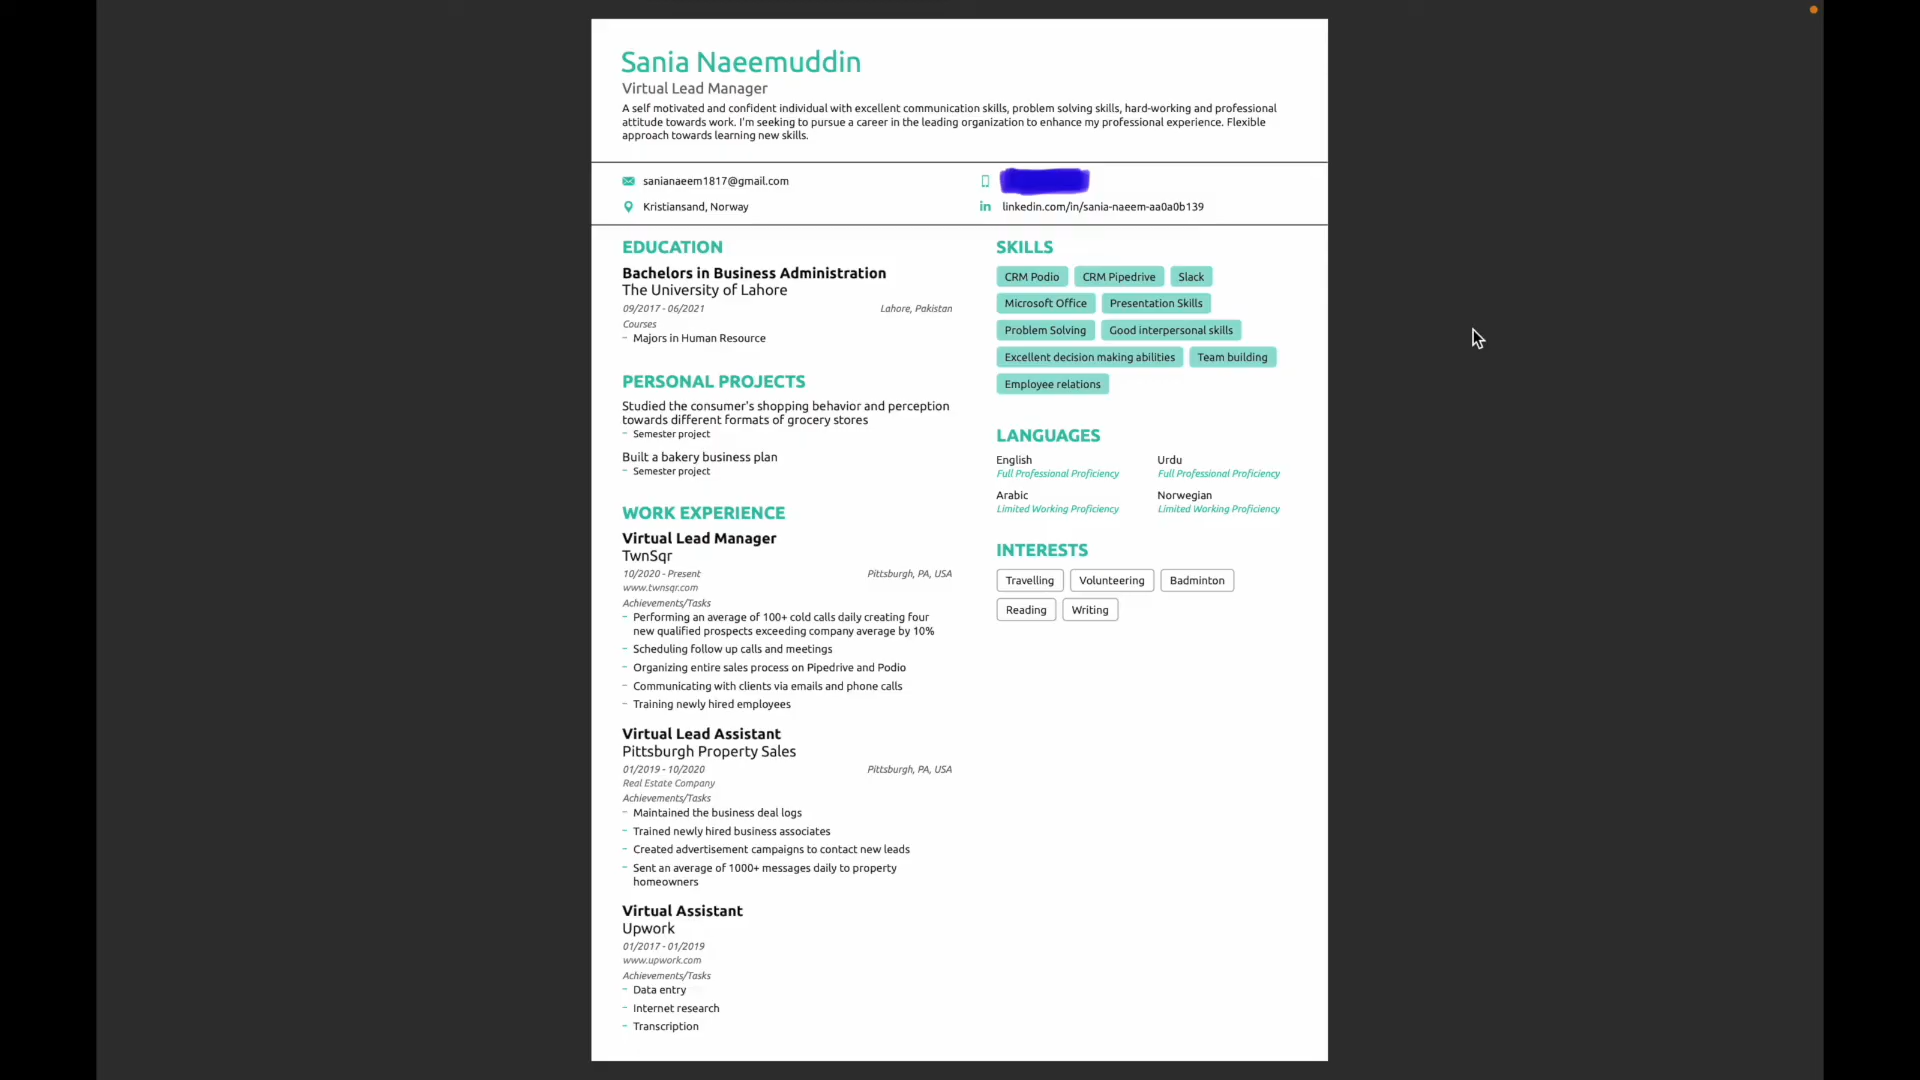 Sania Naeemuddin
Virtual Lead Manager
A self motivated and confident individual with excellent communication skills, problem solving skills, hard-working and professional
attitude towards work. I'm seeking to pursue a career in the leading organization to enhance my professional experience. Flexible
approach towards learning new skills.
sanianaeem1817@gmail.com
Kristiansand, Norway
linkedin.com/in/sania-naeem-aa0a0b139
EDUCATION
Bachelors in Business Administration
The University of Lahore
09/2017 - 06/2021 Lahore, Pakistan
Courses
- Majors in Human Resource
PERSONAL PROJECTS
Studied the consumer's shopping behavior and perception
towards different formats of grocery stores
- Semester project
Built a bakery business plan
- Semester project
WORK EXPERIENCE
Virtual Lead Manager
TwnSqr
10/2020 - Present Pittsburgh, PA, USA
www.twnsqr.com
Achievements/Tasks
- Performing an average of 100+ cold calls daily creating four
new qualified prospects exceeding company average by 10%
- Scheduling follow up calls and meetings
- Organizing entire sales process on Pipedrive and Podio
- Communicating with clients via emails and phone calls
- Training newly hired employees
Virtual Lead Assistant
Pittsburgh Property Sales
01/2019 - 10/2020 Pittsburgh, PA, USA
Real Estate Company
Achievements/Tasks
- Maintained the business deal logs
- Trained newly hired business associates
- Created advertisement campaigns to contact new leads
- Sent an average of 1000+ messages daily to property
homeowners
Virtual Assistant
Upwork
01/2017 - 01/2019
www.upwork.com
Achievements/Tasks
- Data entry
- Internet research
- Transcription
SKILLS
CRM Podio CRM Pipedrive Slack
Microsoft Office Presentation Skills
Problem Solving Good interpersonal skills
Excellent decision making abilities Team building
Employee relations
LANGUAGES
English Urdu
Full Professional Proficiency Full Professional Proficiency
Arabic Norwegian
Limited Working Proficiency Limited Working Proficiency
INTERESTS
Travelling Volunteering Badminton
Reading Writing